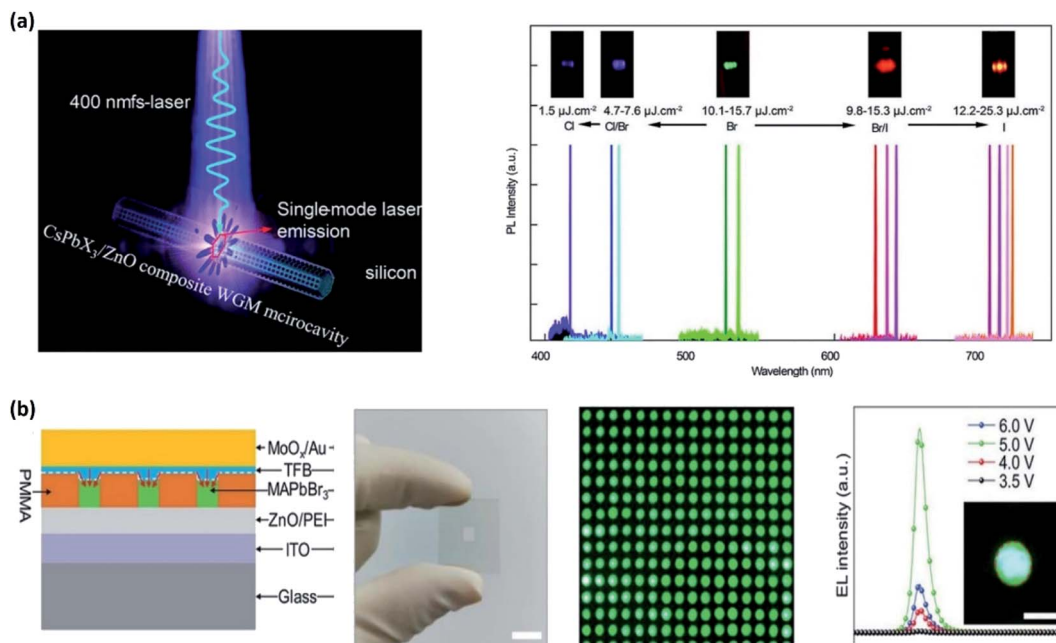 (a)
400 nmfs-laser
Single-mode laser
emission
silicon
CsPbX₃/ZnO composite WGM mcirocavity
1.5 μJ.cm⁻² 4.7-7.6 μJ.cm⁻² 10.1-15.7 μJ.cm⁻² 9.8-15.3 μJ.cm⁻² 12.2-25.3 μJ.cm⁻²
Cl Cl/Br Br Br/I I
PL Intensity (a.u.)
400 500 600 700
Wavelength (nm)
(b)
PMMA
MoOₓ/Au
TFB
MAPbBr₃
ZnO/PEI
ITO
Glass
EL intensity (a.u.)
6.0 V
5.0 V
4.0 V
3.5 V